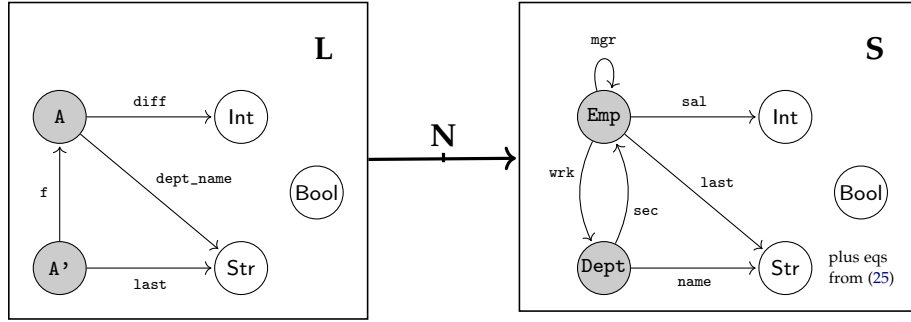 L
A
diff
Int
f
dept_name
Bool
A'
last
Str
N
S
mgr
Emp
sal
Int
wrk
sec
last
Bool
Dept
name
Str
plus eqs
from (25)